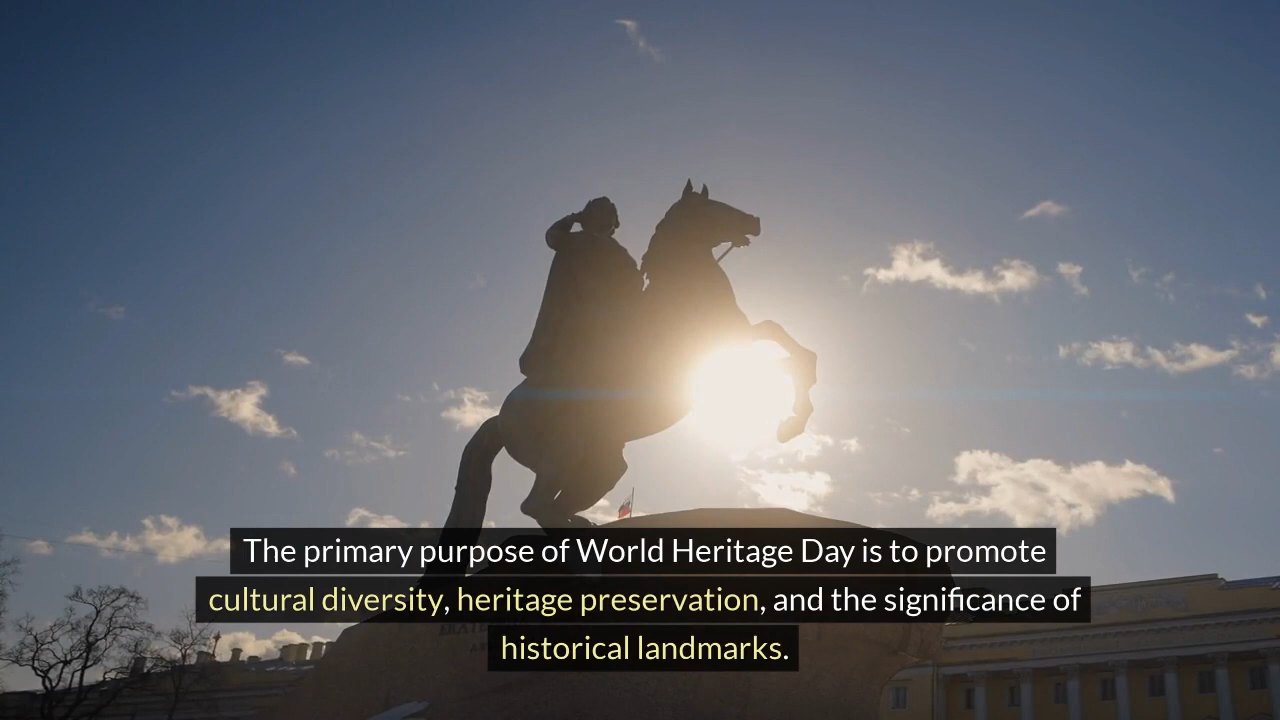 The primary purpose of World Heritage Day is to promote
cultural diversity, heritage preservation, and the significance of
historical landmarks.